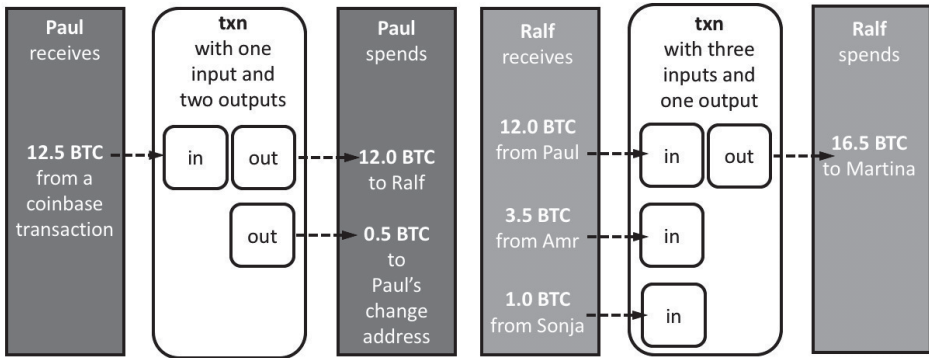 Paul
receives
12.5 BTC
from a
coinbase
transaction
txn
with one
input and
two outputs
in
out
out
Paul
spends
12.0 BTC
to Ralf
0.5 BTC
to
Paul's
change
address
Ralf
receives
12.0 BTC
from Paul
3.5 BTC
from Amr
1.0 BTC
from Sonja
txn
with three
inputs and
one output
in
out
in
in
Ralf
spends
16.5 BTC
to Martina